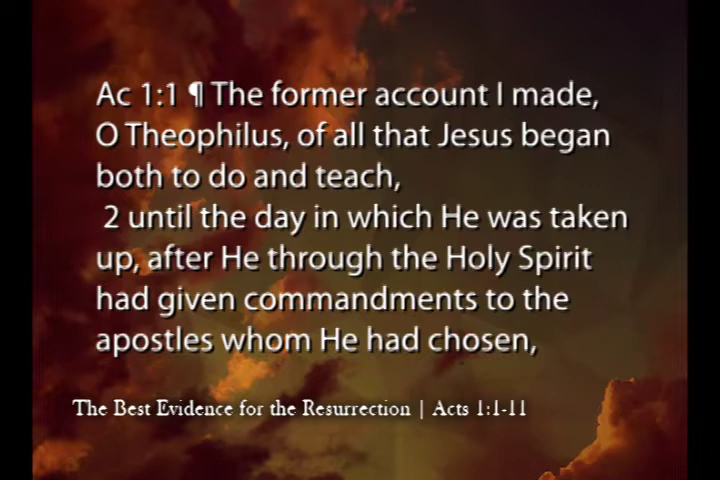 Ac 1:1 ¶ The former account I made,
O Theophilus, of all that Jesus began
both to do and teach,
2 until the day in which He was taken
up, after He through the Holy Spirit
had given commandments to the
apostles whom He had chosen,
The Best Evidence for the Resurrection | Acts 1:1-11